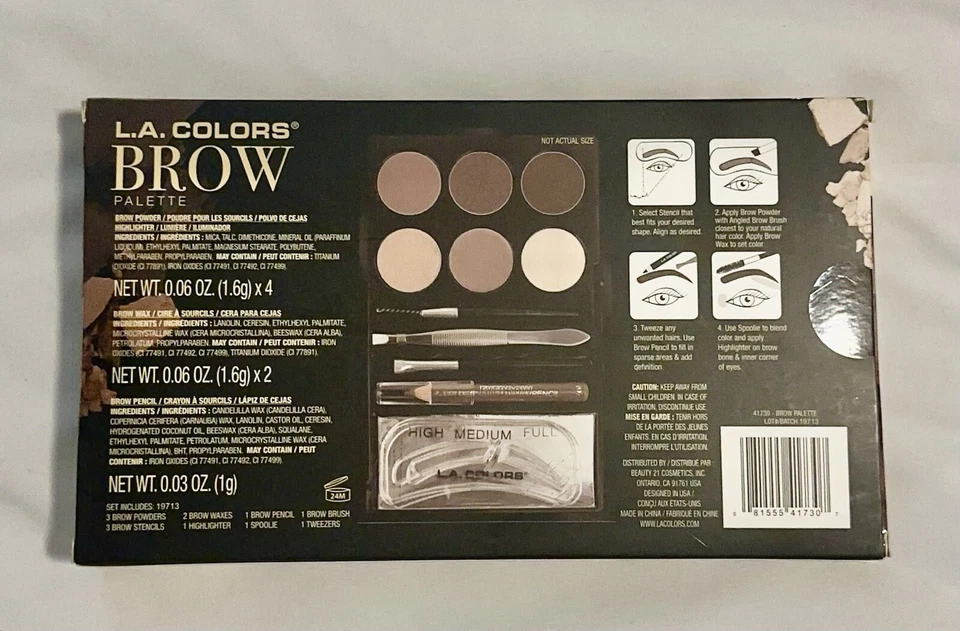 L.A. COLORS®
BROW
PALETTE
BROW POWDER / POUDRE POUR LES SOURCILS / POLVO DE CEJAS
HIGHLIGHTER / LUMIÈRE / ILUMINADOR
INGREDIENTS / INGRÉDIENTS : MICA, TALC, DIMETHICONE, MINERAL OIL (PARAFFINUM
LIQUIDUM), ETHYLHEXYL PALMITATE, MAGNESIUM STEARATE, POLYBUTENE,
METHYLPARABEN, PROPYLPARABEN. MAY CONTAIN / PEUT CONTENIR : TITANIUM
DIOXIDE (CI 77891), IRON OXIDES (CI 77491, CI 77492, CI 77499).
NET WT. 0.06 OZ. (1.6g) x 4
BROW WAX / CIRE À SOURCILS / CERA PARA CEJAS
INGREDIENTS / INGRÉDIENTS : LANOLIN, CERESIN, ETHYLHEXYL PALMITATE,
MICROCRYSTALLINE WAX (CERA MICROCRISTALLINA), BEESWAX (CERA ALBA),
PETROLATUM, PROPYLPARABEN. MAY CONTAIN / PEUT CONTENIR : IRON
OXIDES (CI 77491, CI 77492, CI 77499), TITANIUM DIOXIDE (CI 77891).
NET WT. 0.06 OZ. (1.6g) x 2
BROW PENCIL / CRAYON À SOURCILS / LÁPIZ DE CEJAS
INGREDIENTS / INGRÉDIENTS : CANDELILLA WAX (CANDELILLA CERA),
COPERNICIA CERIFERA (CARNAUBA) WAX, LANOLIN, CASTOR OIL, CERESIN,
HYDROGENATED COCONUT OIL, BEESWAX (CERA ALBA), SQUALANE,
ETHYLHEXYL PALMITATE, PETROLATUM, MICROCRYSTALLINE WAX (CERA
MICROCRISTALLINA), BHT, PROPYLPARABEN. MAY CONTAIN / PEUT
CONTENIR : IRON OXIDES (CI 77491, CI 77492, CI 77499).
NET WT. 0.03 OZ. (1g)
24M
SET INCLUDES: 19713
3 BROW POWDERS 2 BROW WAXES 1 BROW PENCIL 1 BROW BRUSH
3 BROW STENCILS 1 HIGHLIGHTER 1 SPOOLIE 1 TWEEZERS
NOT ACTUAL SIZE
HIGH MEDIUM FULL
L.A. COLORS®
1. Select Stencil that
best fits your desired
shape. Align as desired.
2. Apply Brow Powder
with Angled Brow Brush
closest to your natural
hair color. Apply Brow
Wax to set color.
3. Tweeze any
unwanted hairs. Use
Brow Pencil to fill in
sparse areas & add
definition.
4. Use Spoolie to blend
color and apply
Highlighter on brow
bone & inner corner
of eyes.
CAUTION: KEEP AWAY FROM
SMALL CHILDREN. IN CASE OF
IRRITATION, DISCONTINUE USE.
MISE EN GARDE : TENIR HORS
DE LA PORTÉE DES JEUNES
ENFANTS. EN CAS D'IRRITATION,
INTERROMPRE L'UTILISATION.
DISTRIBUTED BY / DISTRIBUÉ PAR
BEAUTY 21 COSMETICS, INC.
ONTARIO, CA 91761 USA
DESIGNED IN USA /
CONÇU AUX ÉTATS-UNIS
MADE IN CHINA / FABRIQUÉ EN CHINE
WWW.LACOLORS.COM
41730 - BROW PALETTE
LOT#/BATCH: 19713
0 81555 41730 7